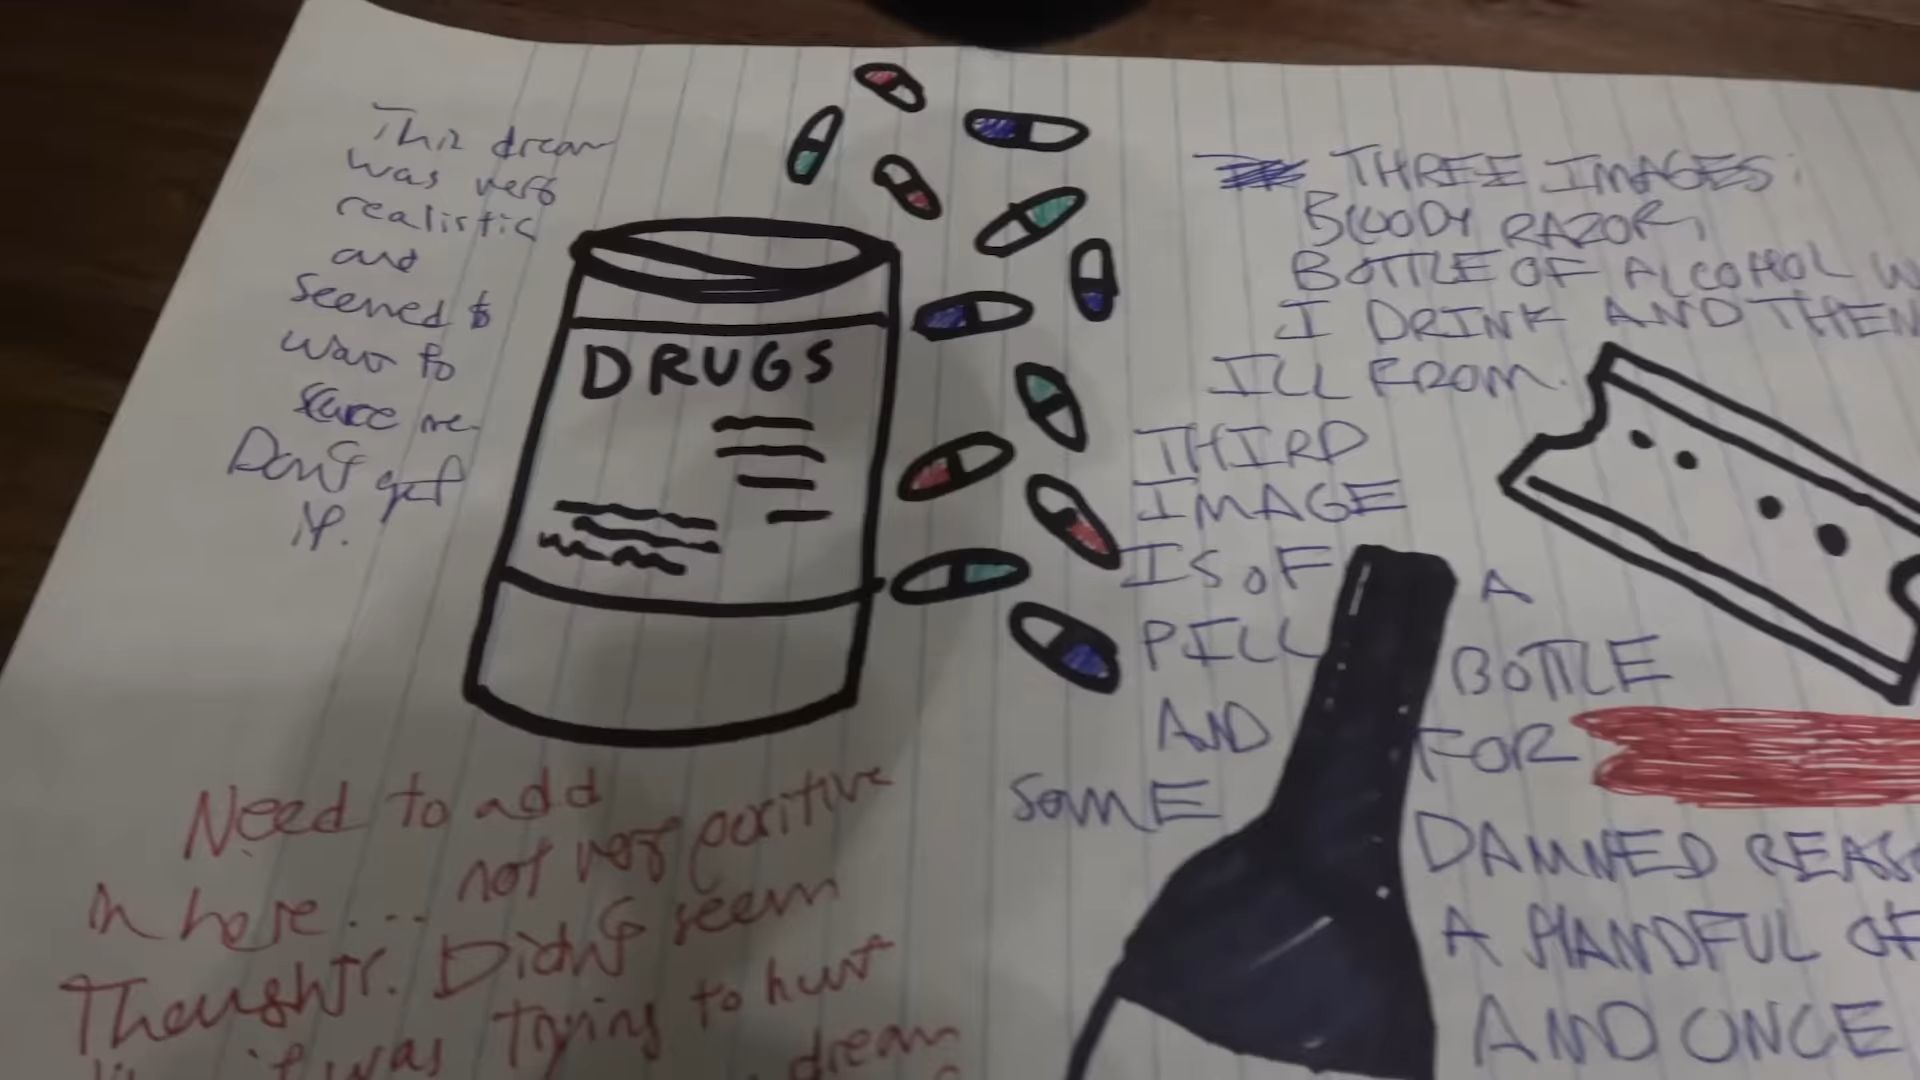 This dream
was very
realistic
and
seemed to
want to
scare me.
Don't get
it.
DRUGS
THREE IMAGES:
BLOODY RAZOR,
BOTTLE OF ALCOHOL W
I DRINK AND THEN
ILL FROM.
THIRD
IMAGE
IS OF A
PILL BOTTLE
AND FOR
SOME DAMNED REAS
A HANDFUL OF
AND ONCE
Need to add
in here... not very positive
Thoughts. Didn't seem
it was trying to hurt
dream